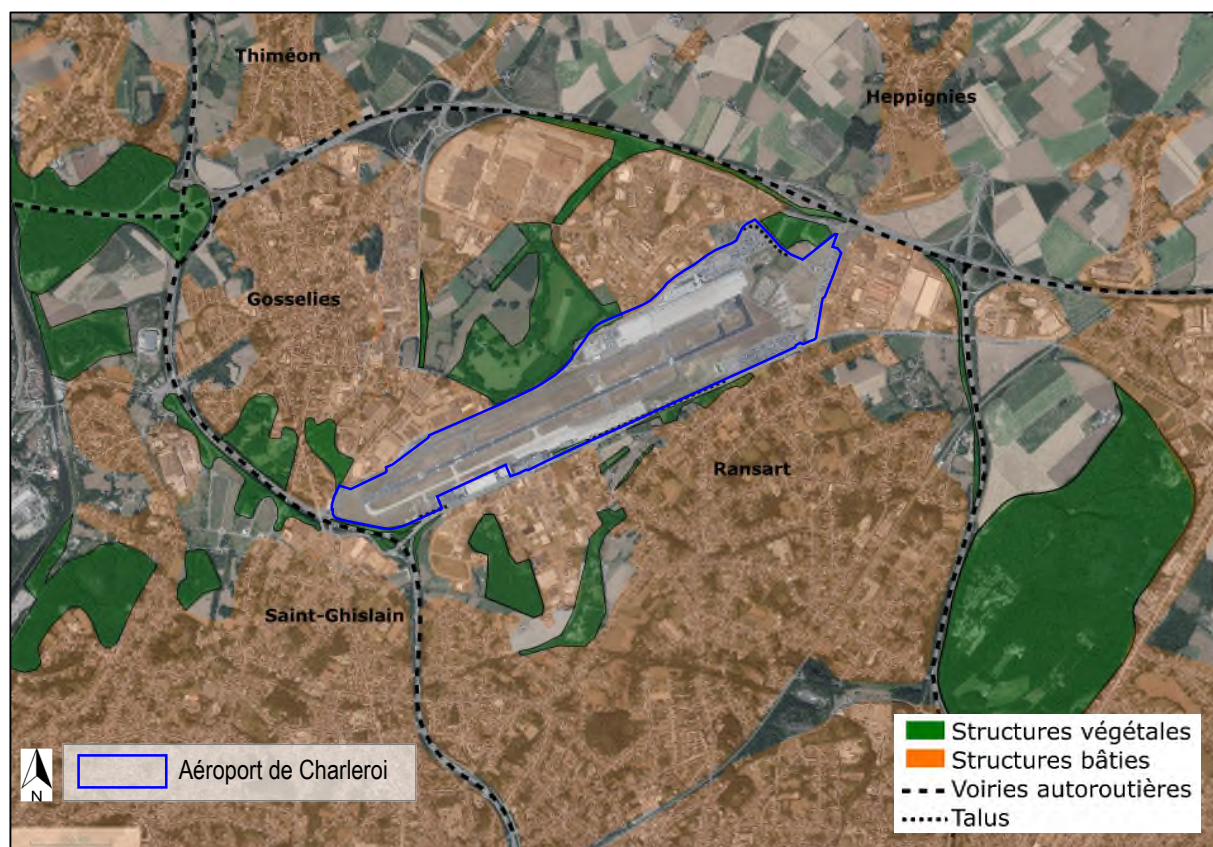 Thiméon
Heppignies
Gosselies
Ransart
Saint-Ghislain
N
Aéroport de Charleroi
Structures végétales
Structures bâties
Voiries autoroutières
Talus